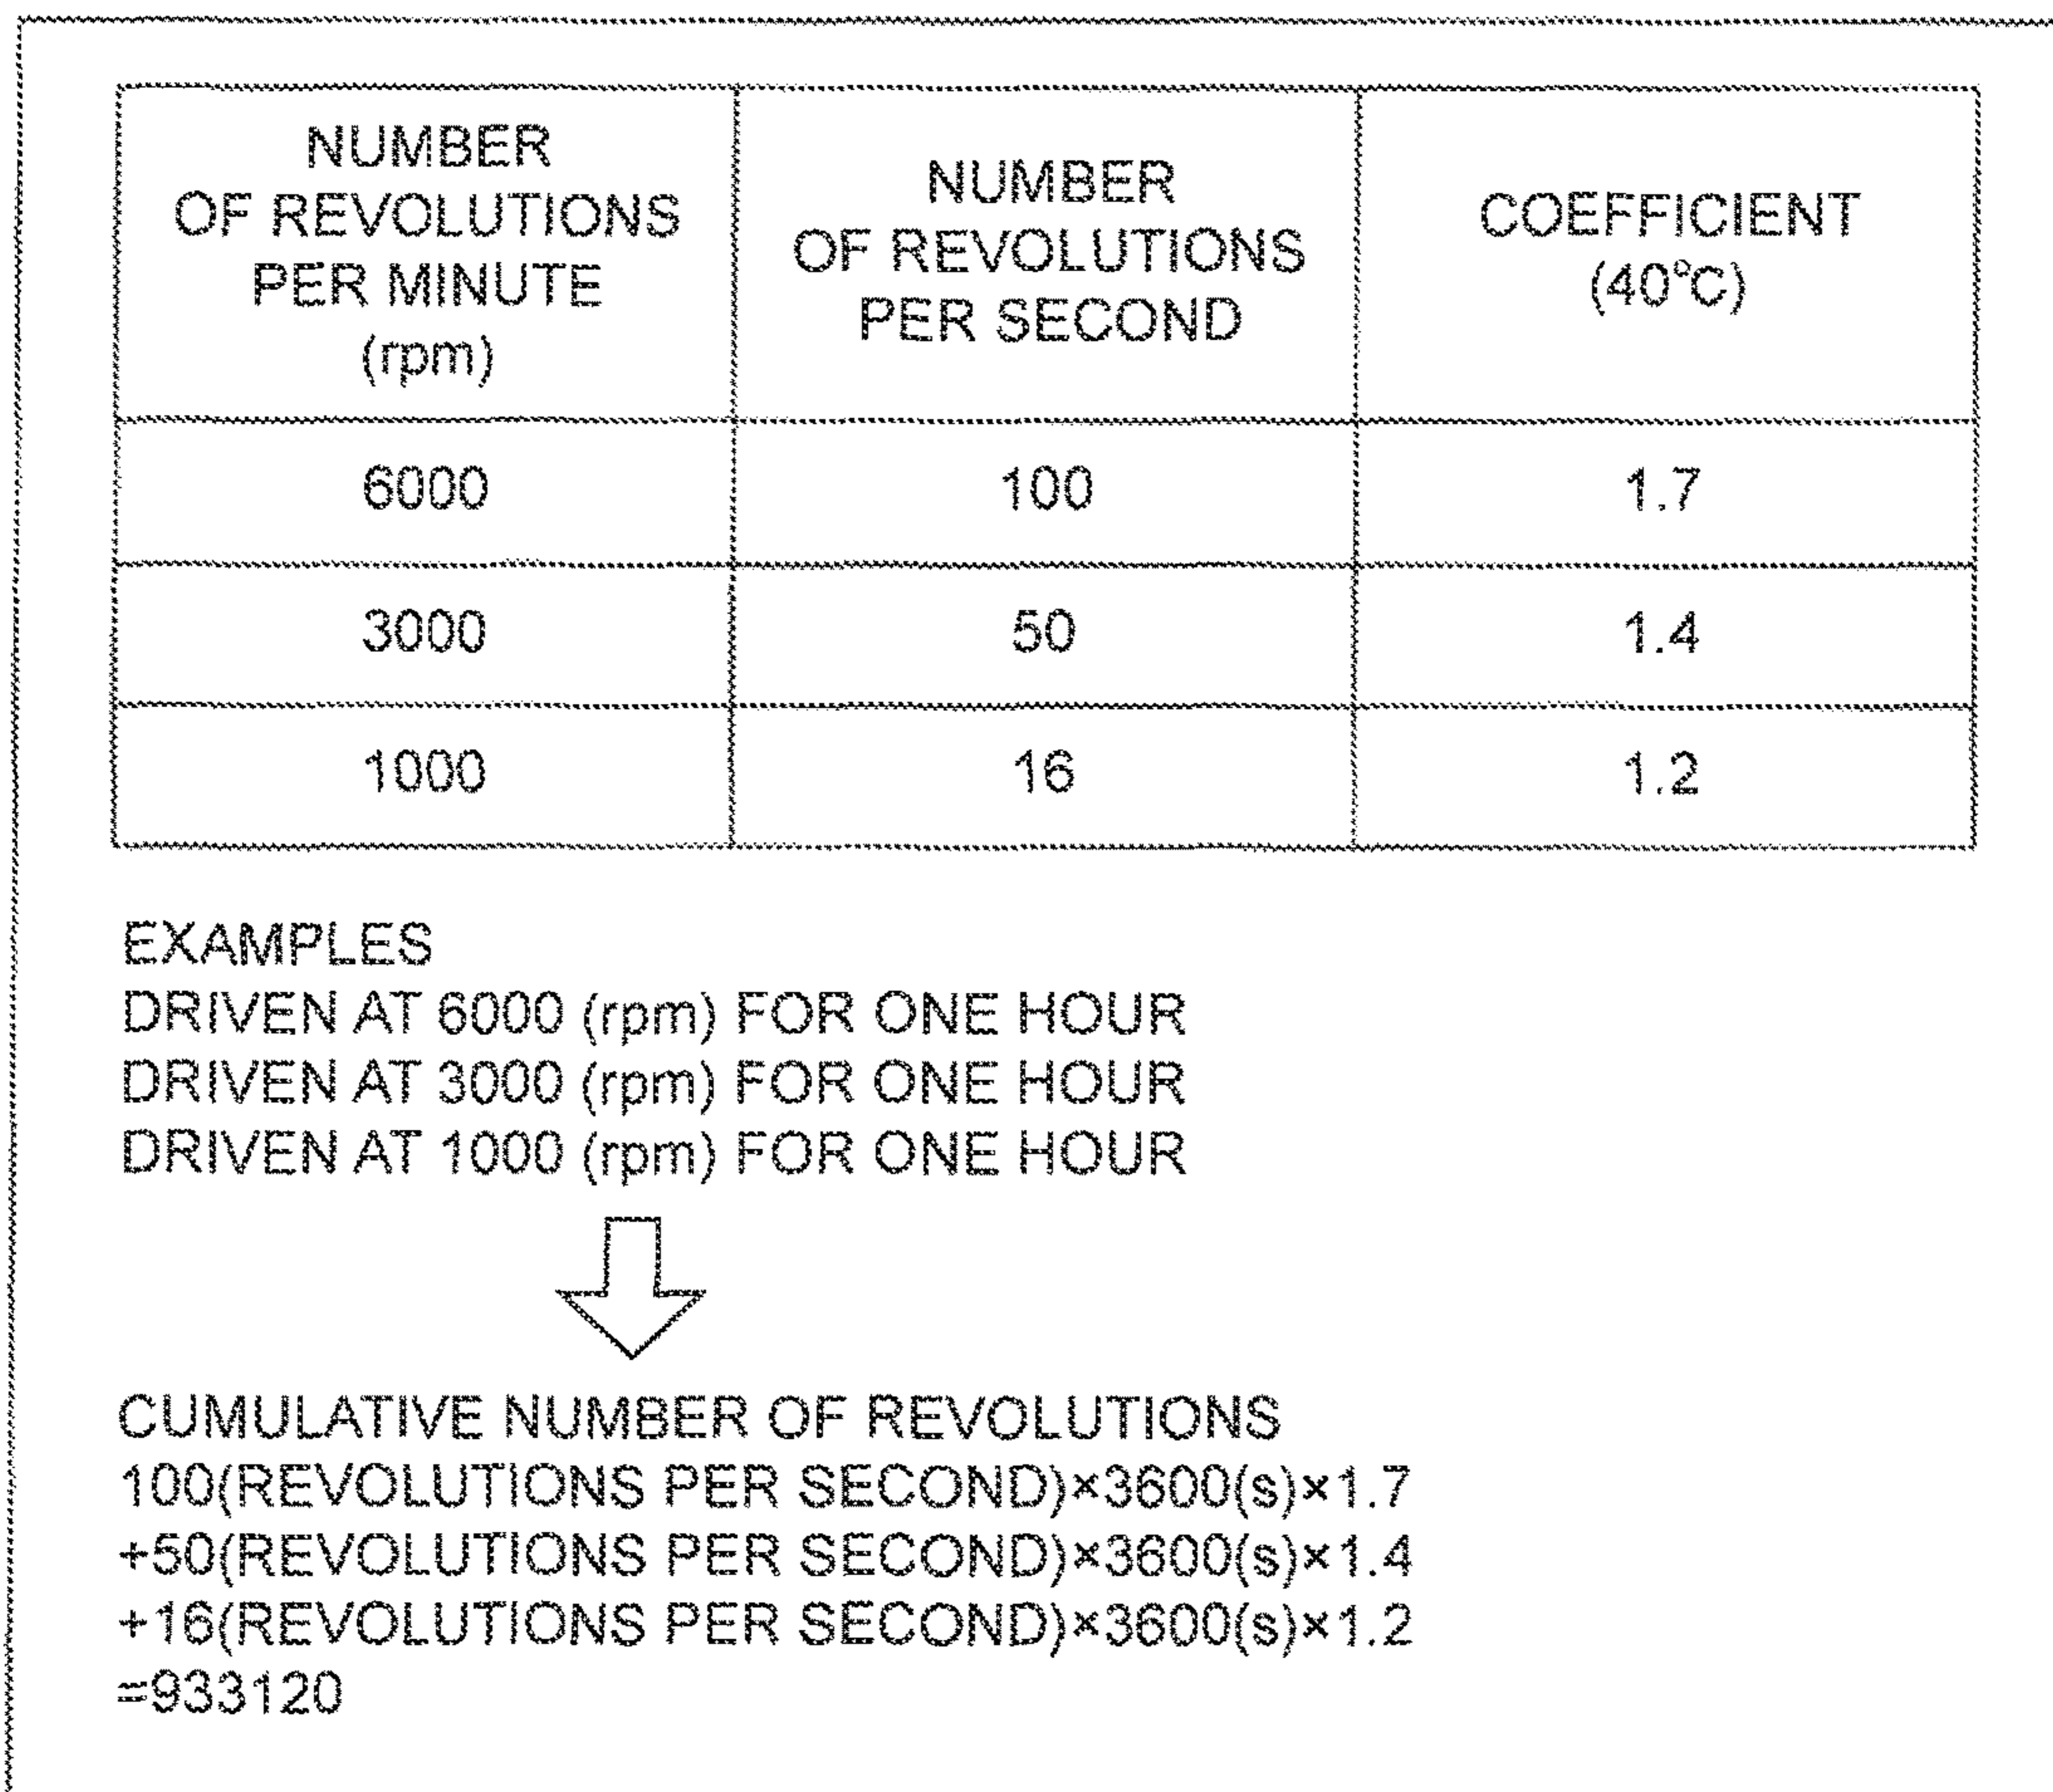 NUMBER
OF REVOLUTIONS
PER MINUTE
(rpm)
NUMBER
OF REVOLUTIONS
PER SECOND
COEFFICIENT
(40°C)
6000
100
1.7
3000
50
1.4
1000
16
1.2
EXAMPLES
DRIVEN AT 6000 (rpm) FOR ONE HOUR
DRIVEN AT 3000 (rpm) FOR ONE HOUR
DRIVEN AT 1000 (rpm) FOR ONE HOUR
CUMULATIVE NUMBER OF REVOLUTIONS
100(REVOLUTIONS PER SECOND)×3600(s)×1.7
+50(REVOLUTIONS PER SECOND)×3600(s)×1.4
+16(REVOLUTIONS PER SECOND)×3600(s)×1.2
=933120